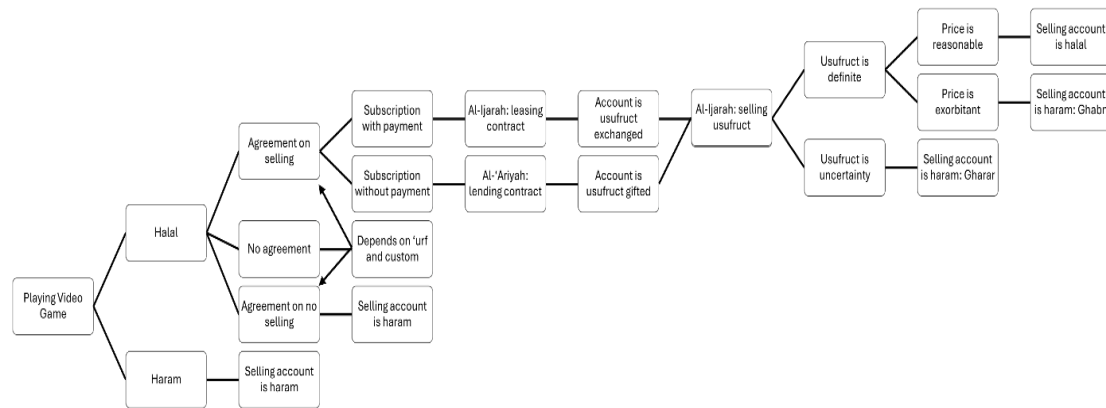 Playing Video
Game
Halal
Haram
Agreement on
selling
No agreement
Agreement on no
selling
Selling account
is haram
Subscription
with payment
Subscription
without payment
Depends on ‘urf
and custom
Selling account
is haram
Al-Ijarah: leasing
contract
Al-‘Ariyah:
lending contract
Account is
usufruct
exchanged
Account is
usufruct gifted
Al-Ijarah: selling
usufruct
Usufruct is
definite
Usufruct is
uncertainty
Price is
reasonable
Price is
exorbitant
Selling account
is haram: Gharar
Selling account
is halal
Selling account
is haram: Ghabn